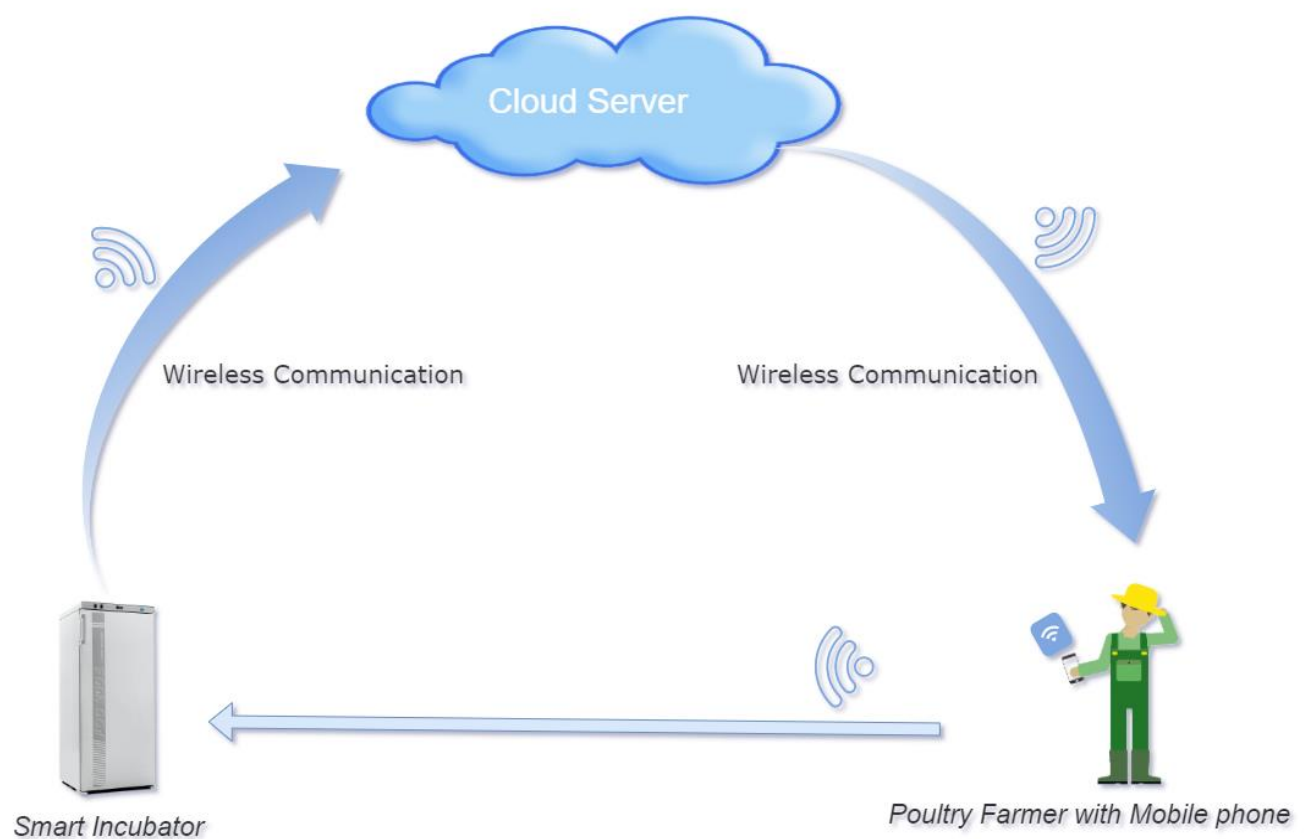 Cloud Server
Wireless Communication
Wireless Communication
Smart Incubator
Poultry Farmer with Mobile phone